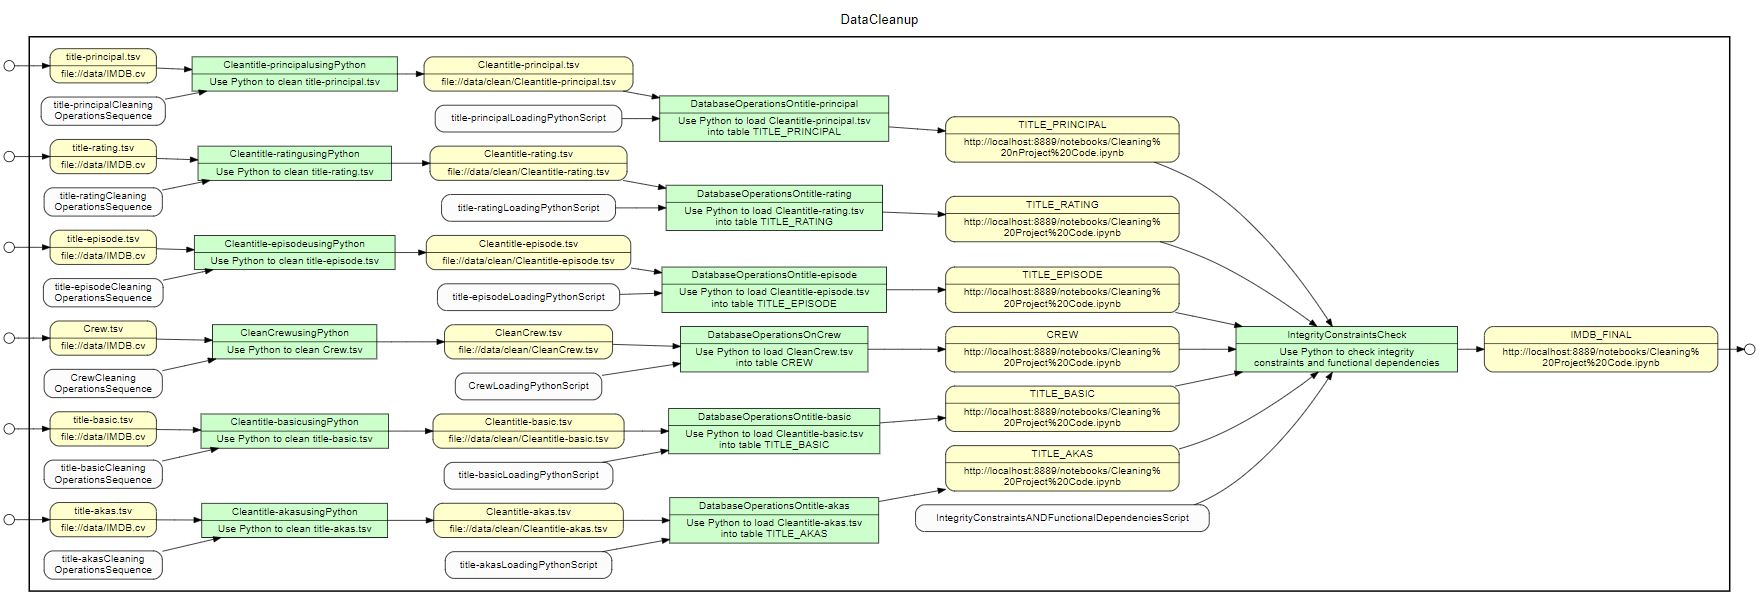 DataCleanup
title-principal.tsv
file://data/IMDB.cv
title-principalCleaning
OperationsSequence
Cleantitle-principalusingPython
Use Python to clean title-principal.tsv
Cleantitle-principal.tsv
file://data/clean/Cleantitle-principal.tsv
title-principalLoadingPythonScript
DatabaseOperationsOntitle-principal
Use Python to load Cleantitle-principal.tsv
into table TITLE_PRINCIPAL
TITLE_PRINCIPAL
http://localhost:8889/notebooks/Cleaning%
20nProject%20Code.ipynb
title-rating.tsv
file://data/IMDB.cv
title-ratingCleaning
OperationsSequence
Cleantitle-ratingusingPython
Use Python to clean title-rating.tsv
Cleantitle-rating.tsv
file://data/clean/Cleantitle-rating.tsv
title-ratingLoadingPythonScript
DatabaseOperationsOntitle-rating
Use Python to load Cleantitle-rating.tsv
into table TITLE_RATING
TITLE_RATING
http://localhost:8889/notebooks/Cleaning%
20Project%20Code.ipynb
title-episode.tsv
file://data/IMDB.cv
title-episodeCleaning
OperationsSequence
Cleantitle-episodeusingPython
Use Python to clean title-episode.tsv
Cleantitle-episode.tsv
file://data/clean/Cleantitle-episode.tsv
title-episodeLoadingPythonScript
DatabaseOperationsOntitle-episode
Use Python to load Cleantitle-episode.tsv
into table TITLE_EPISODE
TITLE_EPISODE
http://localhost:8889/notebooks/Cleaning%
20Project%20Code.ipynb
Crew.tsv
file://data/IMDB.cv
CrewCleaning
OperationsSequence
CleanCrewusingPython
Use Python to clean Crew.tsv
CleanCrew.tsv
file://data/clean/CleanCrew.tsv
CrewLoadingPythonScript
DatabaseOperationsOnCrew
Use Python to load CleanCrew.tsv
into table CREW
CREW
http://localhost:8889/notebooks/Cleaning%
20Project%20Code.ipynb
IntegrityConstraintsCheck
Use Python to check integrity
constraints and functional dependencies
IMDB_FINAL
http://localhost:8889/notebooks/Cleaning%
20Project%20Code.ipynb
title-basic.tsv
file://data/IMDB.cv
title-basicCleaning
OperationsSequence
Cleantitle-basicusingPython
Use Python to clean title-basic.tsv
Cleantitle-basic.tsv
file://data/clean/Cleantitle-basic.tsv
title-basicLoadingPythonScript
DatabaseOperationsOntitle-basic
Use Python to load Cleantitle-basic.tsv
into table TITLE_BASIC
TITLE_BASIC
http://localhost:8889/notebooks/Cleaning%
20Project%20Code.ipynb
title-akas.tsv
file://data/IMDB.cv
title-akasCleaning
OperationsSequence
Cleantitle-akasusingPython
Use Python to clean title-akas.tsv
Cleantitle-akas.tsv
file://data/clean/Cleantitle-akas.tsv
title-akasLoadingPythonScript
DatabaseOperationsOntitle-akas
Use Python to load Cleantitle-akas.tsv
into table TITLE_AKAS
TITLE_AKAS
http://localhost:8889/notebooks/Cleaning%
20Project%20Code.ipynb
IntegrityConstraintsANDFunctionalDependenciesScript